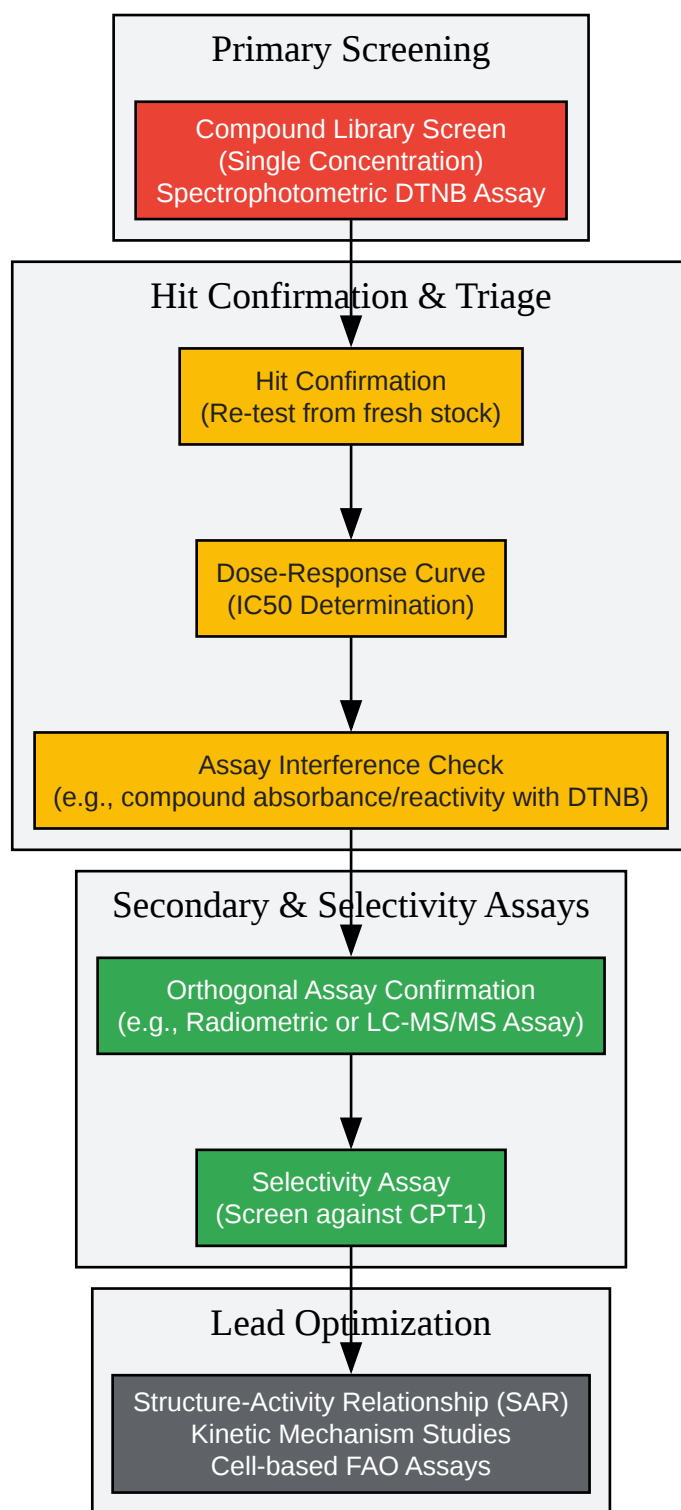 Primary Screening
Compound Library Screen
(Single Concentration)
Spectrophotometric DTNB Assay
Hit Confirmation & Triage
Hit Confirmation
(Re-test from fresh stock)
Dose-Response Curve
(IC50 Determination)
Assay Interference Check
(e.g., compound absorbance/reactivity with DTNB)
Secondary & Selectivity Assays
Orthogonal Assay Confirmation
(e.g., Radiometric or LC-MS/MS Assay)
Selectivity Assay
(Screen against CPT1)
Lead Optimization
Structure-Activity Relationship (SAR)
Kinetic Mechanism Studies
Cell-based FAO Assays